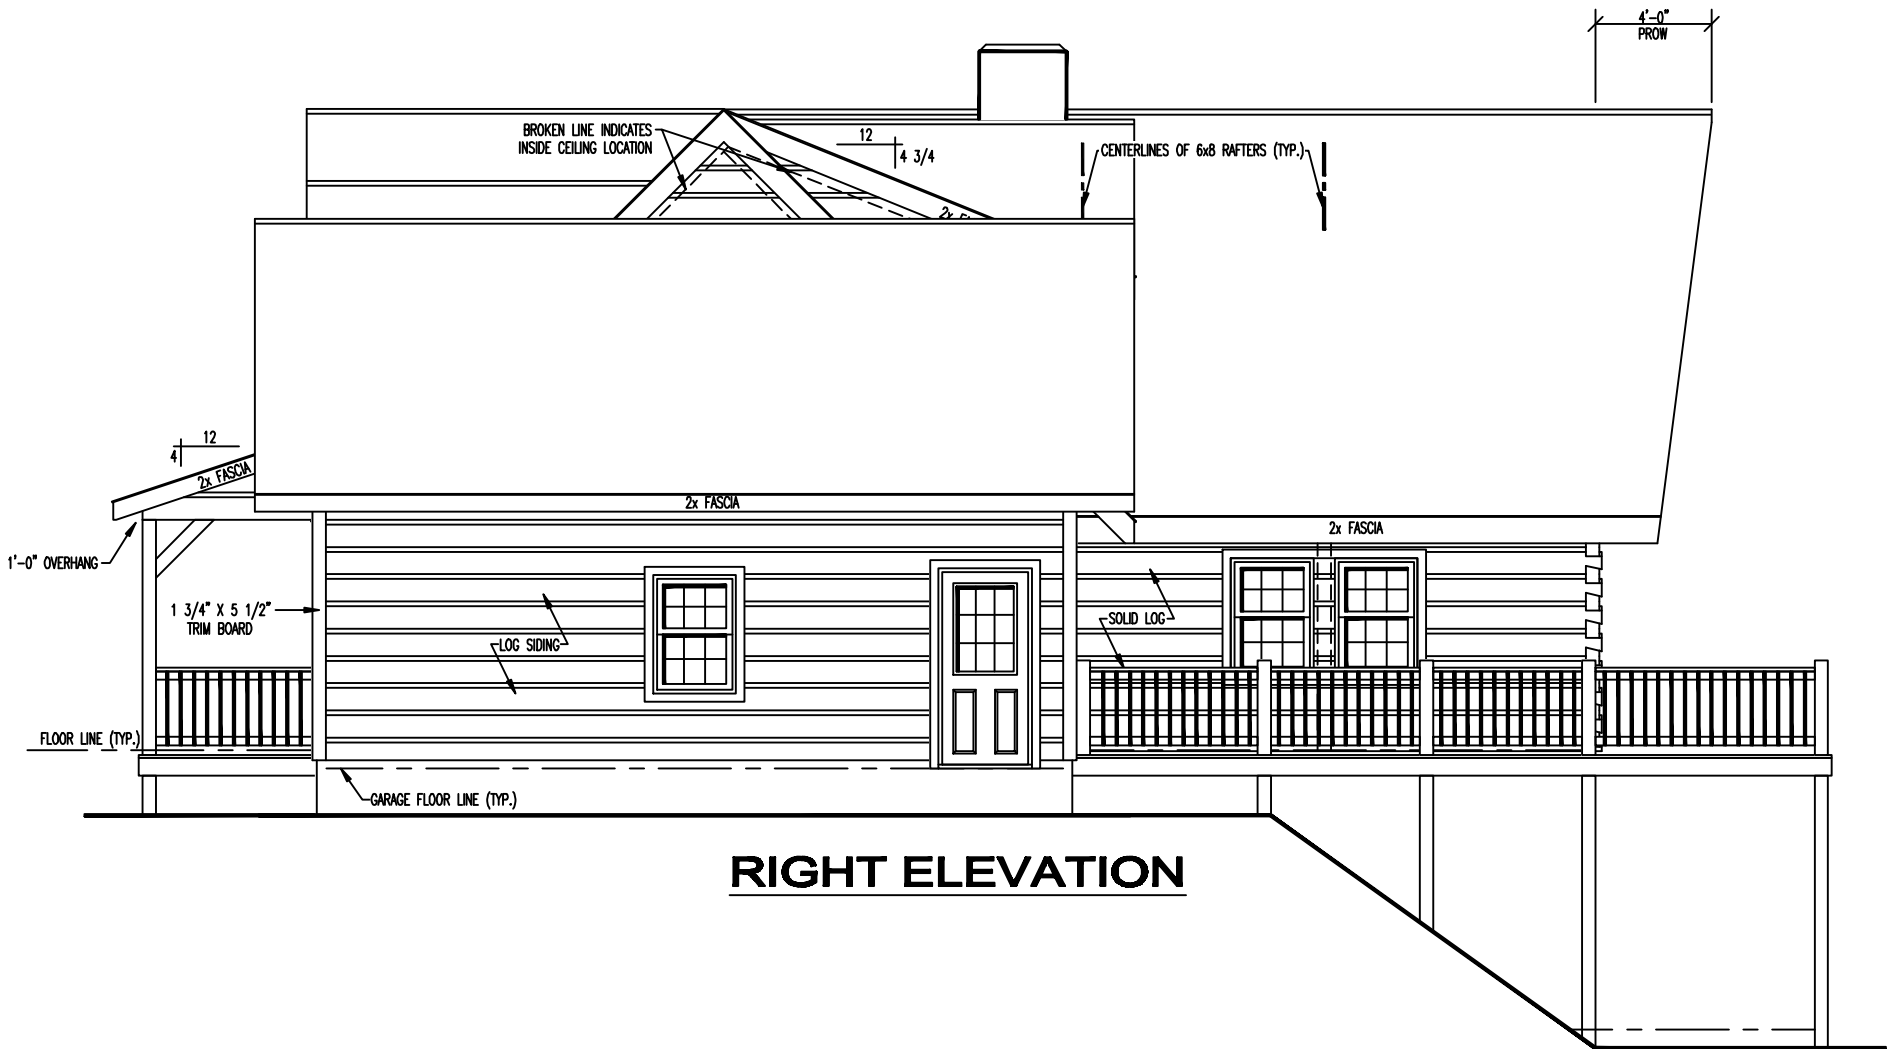 4'-0"
PROW
BROKEN LINE INDICATES
INSIDE CEILING LOCATION
12
4 3/4
CENTERLINES OF 6x8 RAFTERS (TYP.)
2x
12
4
2x FASCIA
2x FASCIA
2x FASCIA
1'-0" OVERHANG
1 3/4" X 5 1/2"
TRIM BOARD
LOG SIDING
SOLID LOG
FLOOR LINE (TYP.)
GARAGE FLOOR LINE (TYP.)
RIGHT ELEVATION